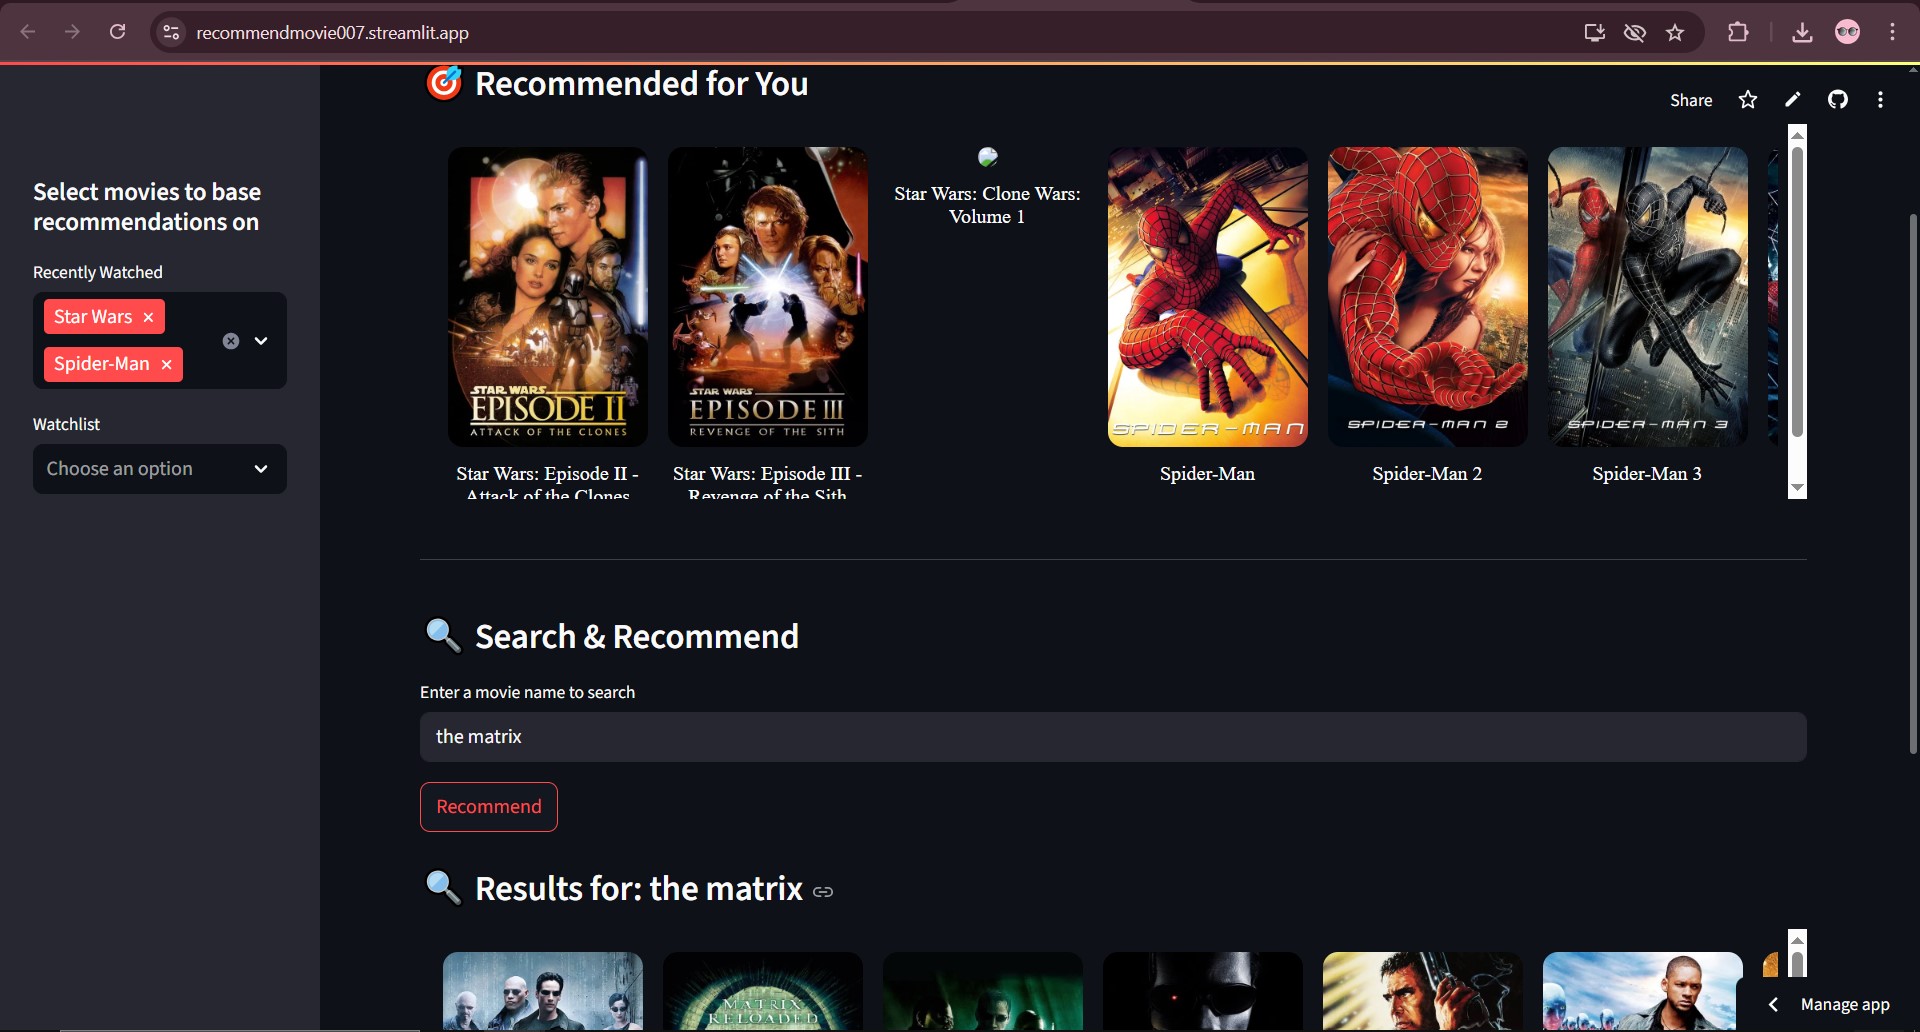 recommendmovie007.streamlit.app
Recommended for You
Share
Select movies to base
recommendations on
Recently Watched
Star Wars
Spider-Man
Watchlist
Choose an option
STAR WARS
EPISODE II
ATTACK OF THE CLONES
STAR WARS
EPISODE III
REVENGE OF THE SITH
Star Wars: Clone Wars:
Volume 1
SPIDER-MAN
SPIDER-MAN 2
SPIDER-MAN 3
Star Wars: Episode II -
Attack of the Clones
Star Wars: Episode III -
Revenge of the Sith
Spider-Man
Spider-Man 2
Spider-Man 3
Search & Recommend
Enter a movie name to search
the matrix
Recommend
Results for: the matrix
MATRIX
RELOADED
Manage app